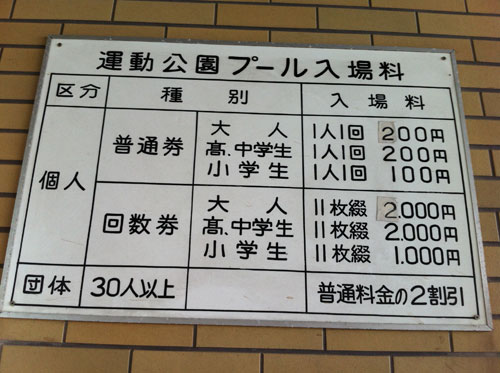 運動公園プール入場料
区分 種別 入場料
個人 普通券 大人 1人1回 200円
高、中学生 1人1回 200円
小学生 1人1回 100円
回数券 大人 11枚綴 2.000円
高、中学生 11枚綴 2.000円
小学生 11枚綴 1.000円
団体 30人以上 普通料金の2割引